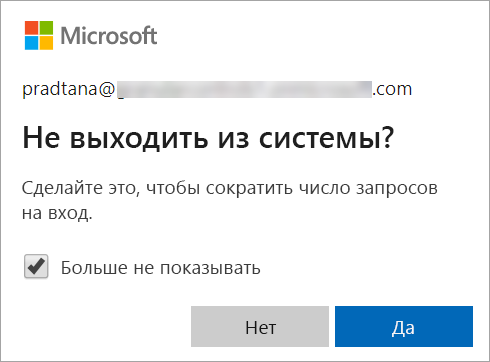 Microsoft
pradtana@ .com
Не выходить из системы?
Сделайте это, чтобы сократить число запросов
на вход.
Больше не показывать
Нет
Да